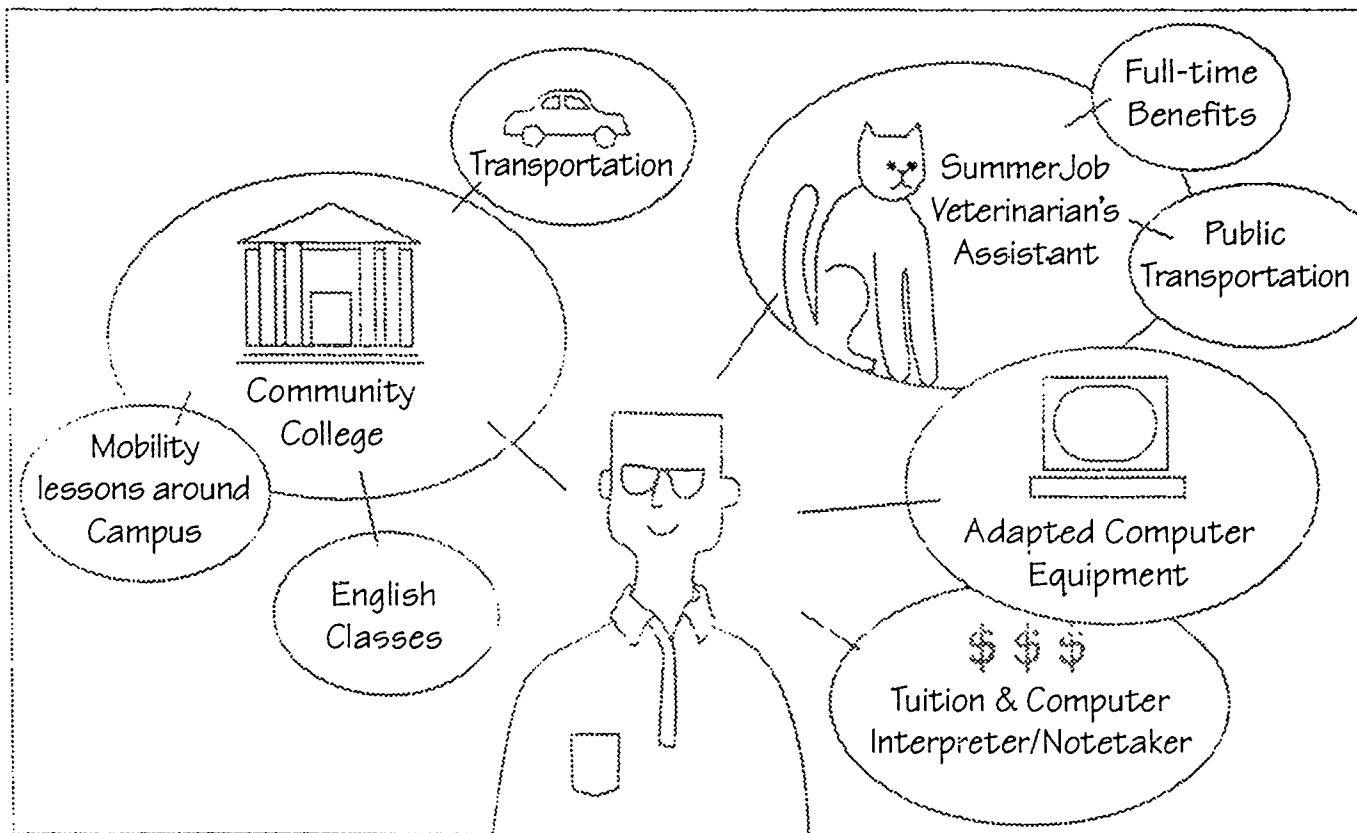 Transportation
Community
College
Mobility
lessons around
Campus
English
Classes
Full-time
Benefits
SummerJob
Veterinarian's
Assistant
Public
Transportation
Adapted Computer
Equipment
$ $ $
Tuition & Computer
Interpreter/Notetaker